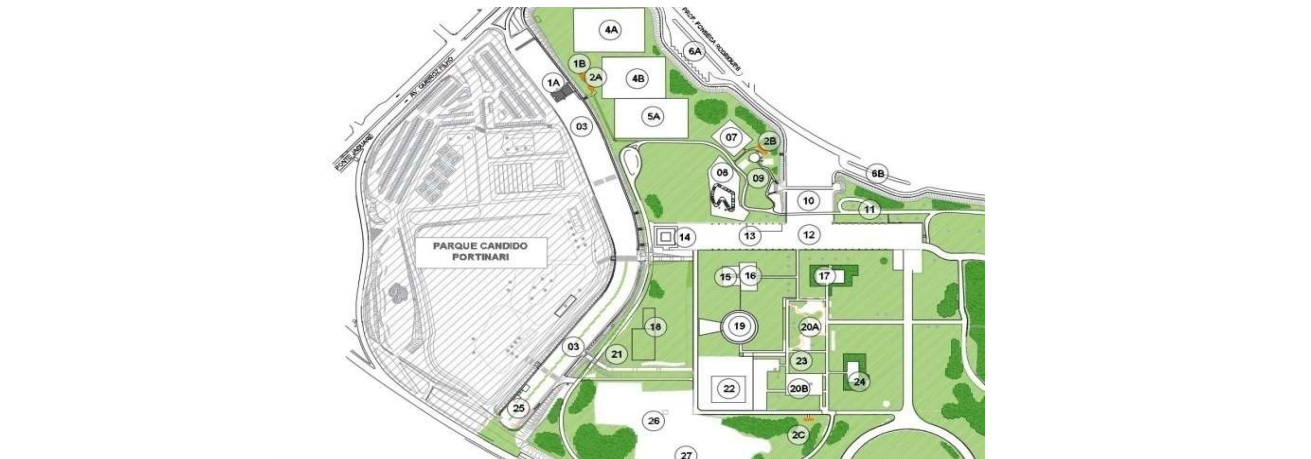 PROF. FONSECA RODRIGUES
4A
6A
1B
2A
4B
1A
AV. QUEIROZ FILHO
5A
03
07
2B
PONTE JAGUARÉ
08
09
6B
10
11
14
13
12
PARQUE CANDIDO
PORTINARI
15
16
17
18
19
20A
03
21
23
22
20B
24
25
26
2C
27